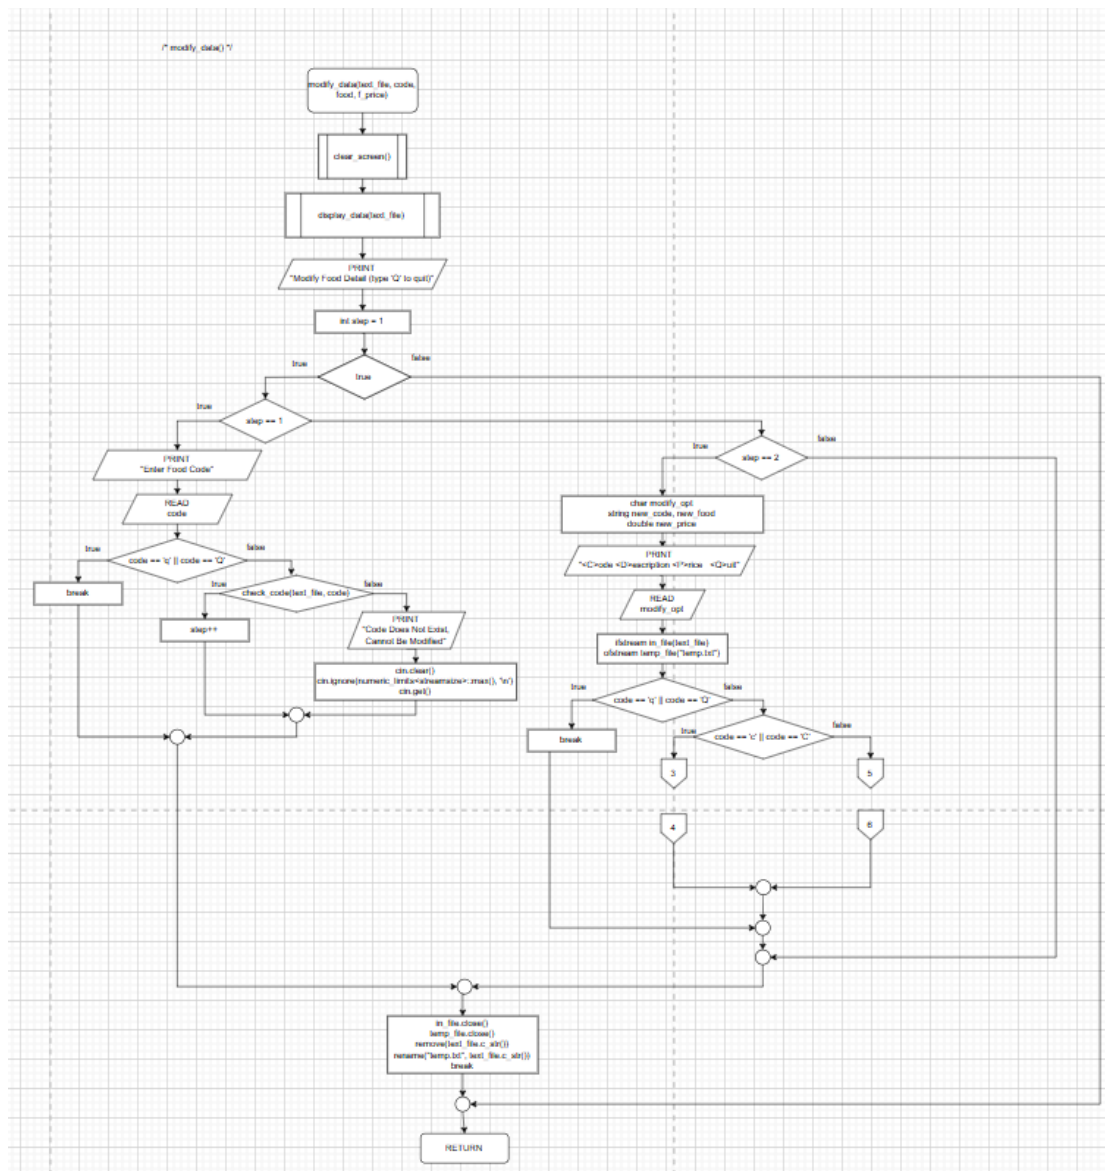 /* modify_data() */
modify_data(text_file, code,
food, f_price)
clear_screen()
display_data(text_file)
PRINT
"Modify Food Detail (type 'Q' to quit)"
int step = 1
true
false
true
true
step == 1
PRINT
"Enter Food Code"
READ
code
true
false
code == 'q' || code == 'Q'
break
true
false
check_code(text_file, code)
step++
PRINT
"Code Does Not Exist,
Cannot Be Modified"
cin.clear()
cin.ignore(numeric_limits<streamsize>::max(), '\n')
cin.get()
true
false
step == 2
char modify_opt
string new_code, new_food
double new_price
PRINT
"<C>ode <D>escription <P>rice <Q>uit"
READ
modify_opt
ifstream in_file(text_file)
ofstream temp_file("temp.txt")
true
false
code == 'q' || code == 'Q'
break
true
false
code == 'c' || code == 'C'
3
5
4
6
in_file.close()
temp_file.close()
remove(text_file.c_str())
rename("temp.txt", text_file.c_str())
break
RETURN